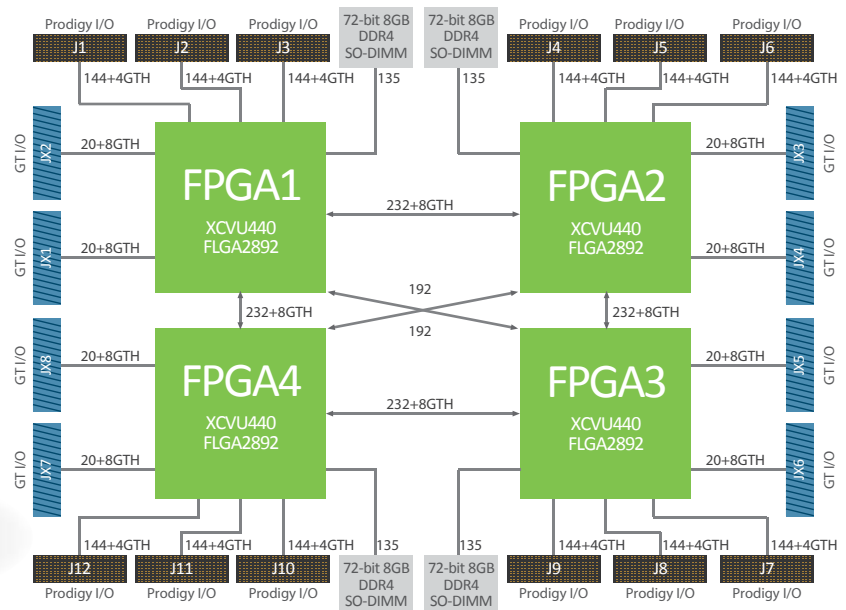 Prodigy I/O
Prodigy I/O
Prodigy I/O
72-bit 8GB
DDR4
SO-DIMM
72-bit 8GB
DDR4
SO-DIMM
Prodigy I/O
Prodigy I/O
Prodigy I/O
J1
J2
J3
J4
J5
J6
144+4GTH
144+4GTH
144+4GTH
135
135
144+4GTH
144+4GTH
144+4GTH
GT I/O
JX2
20+8GTH
FPGA1
XCVU440
FLGA2892
232+8GTH
FPGA2
XCVU440
FLGA2892
20+8GTH
JX3
GT I/O
GT I/O
JX1
20+8GTH
20+8GTH
JX4
GT I/O
192
232+8GTH
232+8GTH
192
GT I/O
JX8
20+8GTH
FPGA4
XCVU440
FLGA2892
232+8GTH
FPGA3
XCVU440
FLGA2892
20+8GTH
JX5
GT I/O
GT I/O
JX7
20+8GTH
20+8GTH
JX6
GT I/O
144+4GTH
144+4GTH
144+4GTH
135
135
144+4GTH
144+4GTH
144+4GTH
J12
J11
J10
J9
J8
J7
Prodigy I/O
Prodigy I/O
Prodigy I/O
72-bit 8GB
DDR4
SO-DIMM
72-bit 8GB
DDR4
SO-DIMM
Prodigy I/O
Prodigy I/O
Prodigy I/O